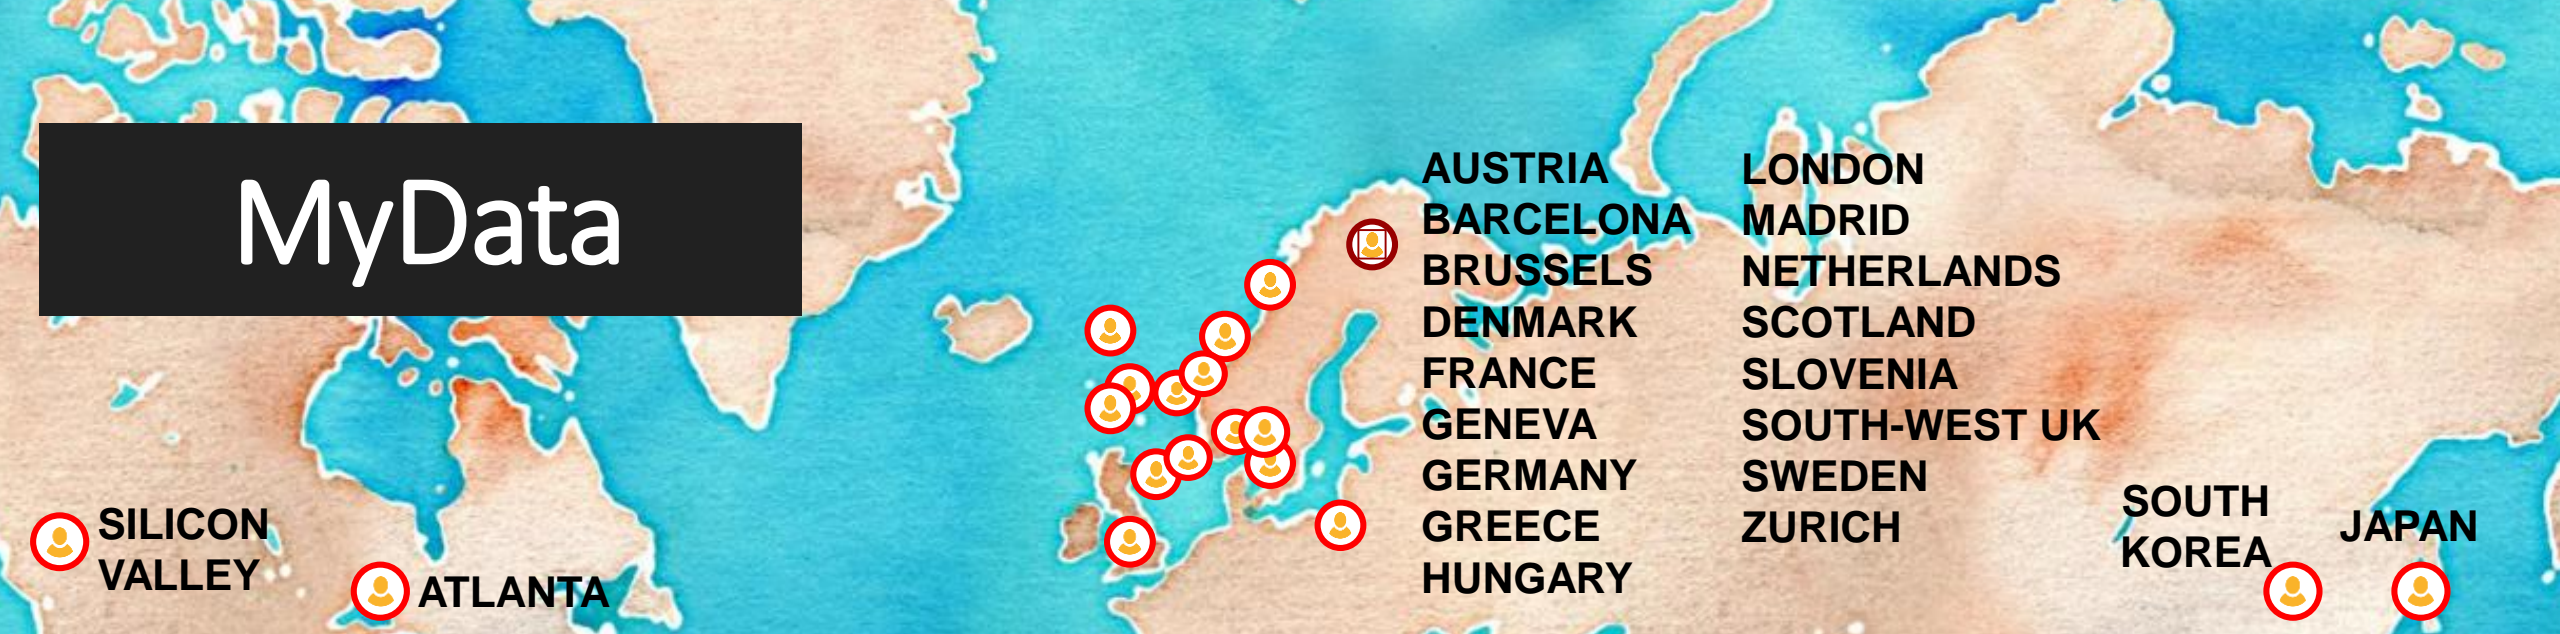 MyData
AUSTRIA
BARCELONA
BRUSSELS
DENMARK
FRANCE
GENEVA
GERMANY
GREECE
HUNGARY
LONDON
MADRID
NETHERLANDS
SCOTLAND
SLOVENIA
SOUTH-WEST UK
SWEDEN
ZURICH
SILICON
VALLEY
ATLANTA
SOUTH
KOREA
JAPAN